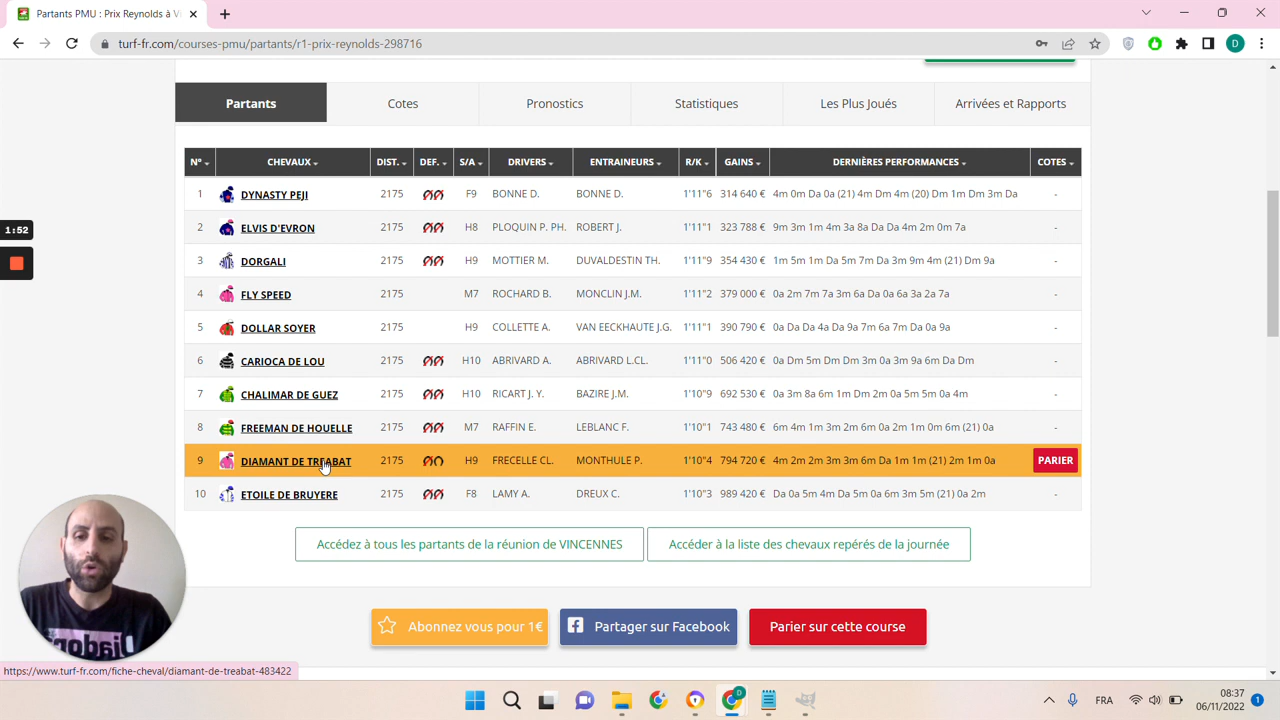 Partants PMU : Prix Reynolds à V
turf-fr.com/courses-pmu/partants/r1-prix-reynolds-298716
D
Partants Cotes Pronostics Statistiques Les Plus Joués Arrivées et Rapports
N° CHEVAUX DIST. DEF. S/A DRIVERS ENTRAINEURS R/K GAINS DERNIÈRES PERFORMANCES COTES
1 DYNASTY PEJI 2175 F9 BONNE D. BONNE D. 1'11"6 314 640 € 4m 0m Da 0a (21) 4m Dm 4m (20) Dm 1m Dm 3m Da -
2 ELVIS D'EVRON 2175 H8 PLOQUIN P. PH. ROBERT J. 1'11"1 323 788 € 9m 3m 1m 4m 3a 8a Da Da 4m 2m 0m 7a -
1:52
3 DORGALI 2175 H9 MOTTIER M. DUVALDESTIN TH. 1'11"9 354 430 € 1m 5m 1m Da 5m 7m Da 3m 9m 4m (21) Dm 9a -
4 FLY SPEED 2175 M7 ROCHARD B. MONCLIN J.M. 1'11"2 379 000 € 0a 2m 7m 7a 3m 6a Da 0a 6a 3a 2a 7a -
5 DOLLAR SOYER 2175 H9 COLLETTE A. VAN EECKHAUTE J.G. 1'11"1 390 790 € 0a Da Da 4a Da 9a 7m 6a 7m Da 0a 9a -
6 CARIOCA DE LOU 2175 H10 ABRIVARD A. ABRIVARD L.CL. 1'11"0 506 420 € 0a Dm 5m Dm Dm 3m 0a 3m 9a 6m Da Dm -
7 CHALIMAR DE GUEZ 2175 H10 RICART J. Y. BAZIRE J.M. 1'10"9 692 530 € 0a 3m 8a 6m 1m Dm 2m 0a 5m 5m 0a 4m -
8 FREEMAN DE HOUELLE 2175 M7 RAFFIN E. LEBLANC F. 1'10"1 743 480 € 6m 4m 1m 3m 2m 6m 0a 2m 1m 0m 6m (21) 0a -
9 DIAMANT DE TREABAT 2175 H9 FRECELLE CL. MONTHULE P. 1'10"4 794 720 € 4m 2m 2m 3m 3m 6m Da 1m 1m (21) 2m 1m 0a PARIER
10 ETOILE DE BRUYERE 2175 F8 LAMY A. DREUX C. 1'10"3 989 420 € Da 0a 5m 4m Da 5m 0a 6m 3m 5m (21) 0a 2m -
Accédez à tous les partants de la réunion de VINCENNES Accéder à la liste des chevaux repérés de la journée
Abonnez vous pour 1€ Partager sur Facebook Parier sur cette course
https://www.turf-fr.com/fiche-cheval/diamant-de-treabat-483422
FRA 08:37
06/11/2022 1